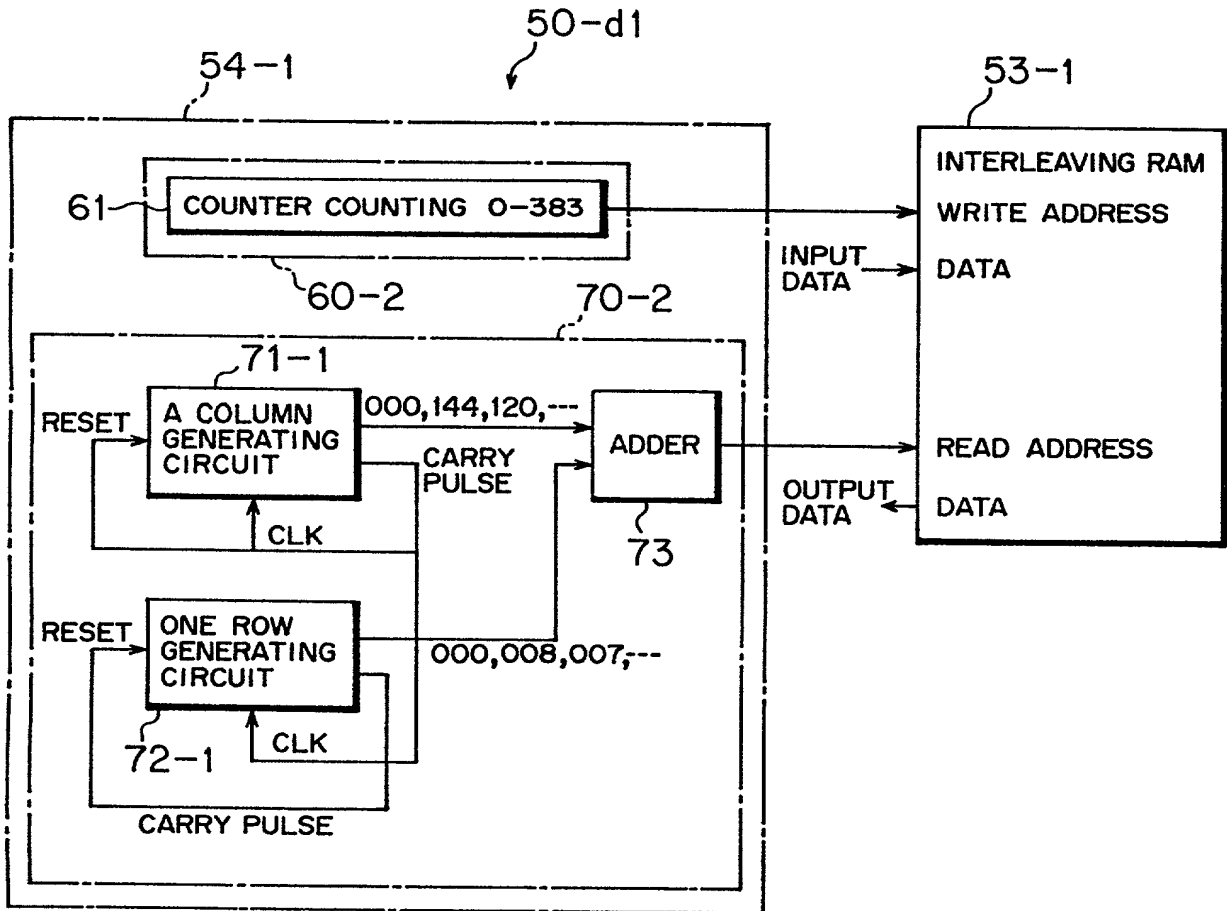 50-d1
54-1
53-1
INTERLEAVING RAM
61
COUNTER COUNTING 0-383
WRITE ADDRESS
INPUT
DATA
DATA
60-2
70-2
71-1
RESET
A COLUMN
GENERATING
CIRCUIT
000,144,120,---
CARRY
PULSE
ADDER
READ ADDRESS
OUTPUT
DATA
DATA
CLK
73
RESET
ONE ROW
GENERATING
CIRCUIT
000,008,007,---
72-1
CLK
CARRY PULSE